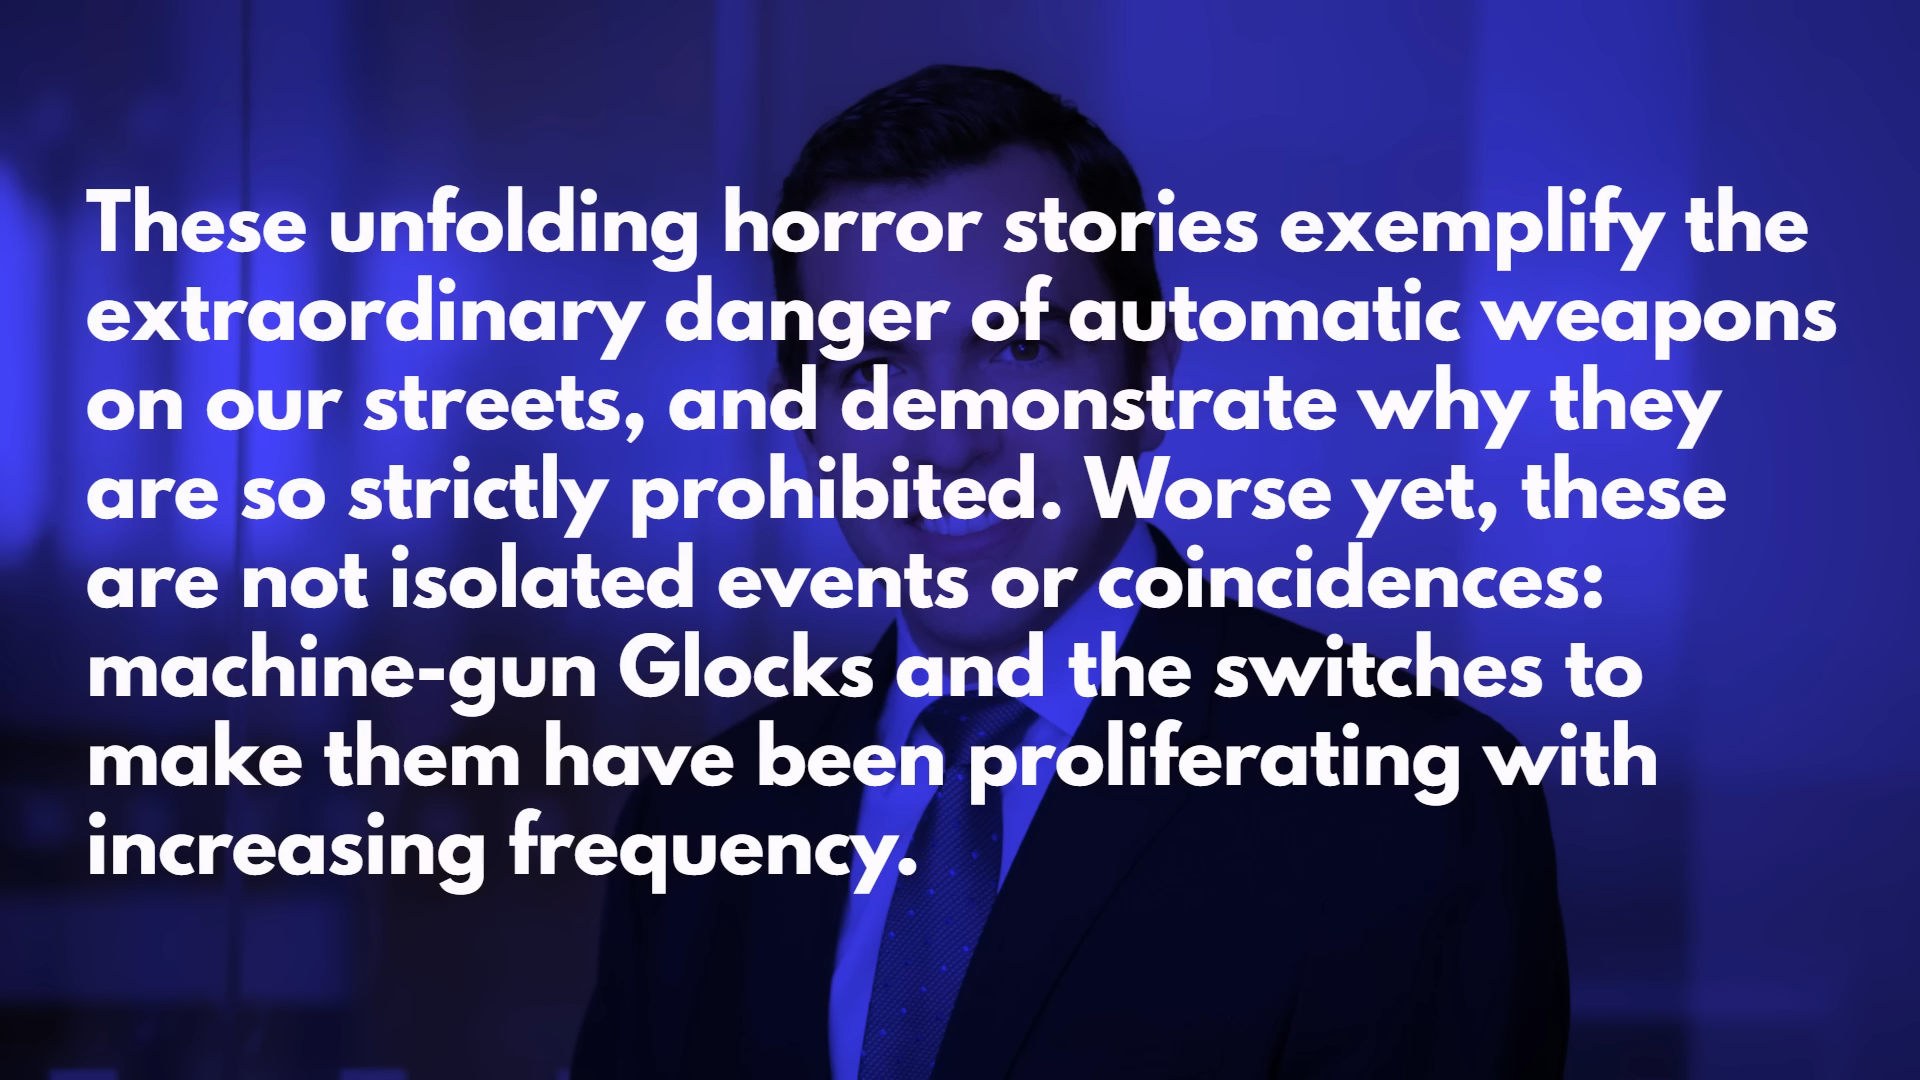 These unfolding horror stories exemplify the
extraordinary danger of automatic weapons
on our streets, and demonstrate why they
are so strictly prohibited. Worse yet, these
are not isolated events or coincidences:
machine-gun Glocks and the switches to
make them have been proliferating with
increasing frequency.